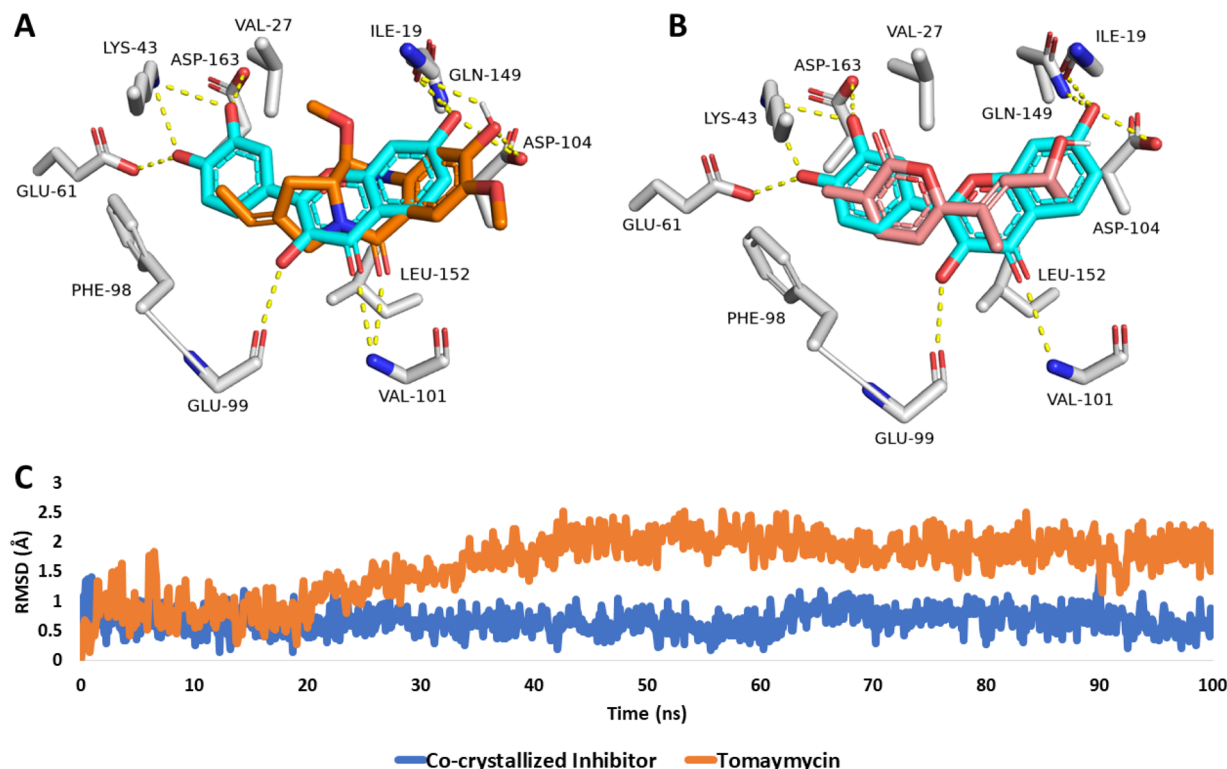 A
LYS-43
ASP-163
VAL-27
ILE-19
GLN-149
ASP-104
GLU-61
PHE-98
LEU-152
GLU-99
VAL-101
B
VAL-27
ILE-19
ASP-163
LYS-43
GLN-149
GLU-61
ASP-104
PHE-98
LEU-152
VAL-101
GLU-99
C
RMSD (Å)
3
2.5
2
1.5
1
0.5
0
0 10 20 30 40 50 60 70 80 90 100
Time (ns)
Co-crystallized Inhibitor Tomaymycin